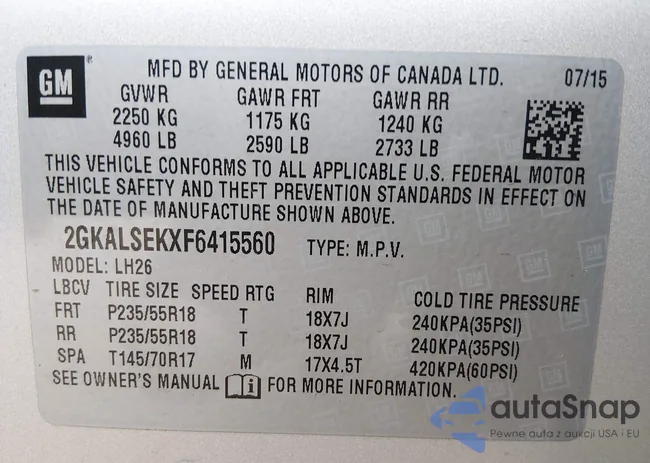 GM
MFD BY GENERAL MOTORS OF CANADA LTD. 07/15
GVWR GAWR FRT GAWR RR
2250 KG 1175 KG 1240 KG
4960 LB 2590 LB 2733 LB
THIS VEHICLE CONFORMS TO ALL APPLICABLE U.S. FEDERAL MOTOR
VEHICLE SAFETY AND THEFT PREVENTION STANDARDS IN EFFECT ON
THE DATE OF MANUFACTURE SHOWN ABOVE.
2GKALSEKXF6415560 TYPE: M.P.V.
MODEL: LH26
LBCV TIRE SIZE SPEED RTG RIM COLD TIRE PRESSURE
FRT P235/55R18 T 18X7J 240KPA(35PSI)
RR P235/55R18 T 18X7J 240KPA(35PSI)
SPA T145/70R17 M 17X4.5T 420KPA(60PSI)
SEE OWNER'S MANUAL FOR MORE INFORMATION.
autaSnap
Pewne auta z aukcji USA i EU